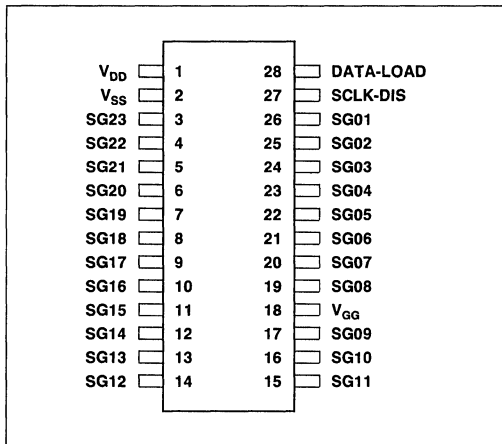 V_DD 1 28 DATA-LOAD
V_SS 2 27 SCLK-DIS
SG23 3 26 SG01
SG22 4 25 SG02
SG21 5 24 SG03
SG20 6 23 SG04
SG19 7 22 SG05
SG18 8 21 SG06
SG17 9 20 SG07
SG16 10 19 SG08
SG15 11 18 V_GG
SG14 12 17 SG09
SG13 13 16 SG10
SG12 14 15 SG11